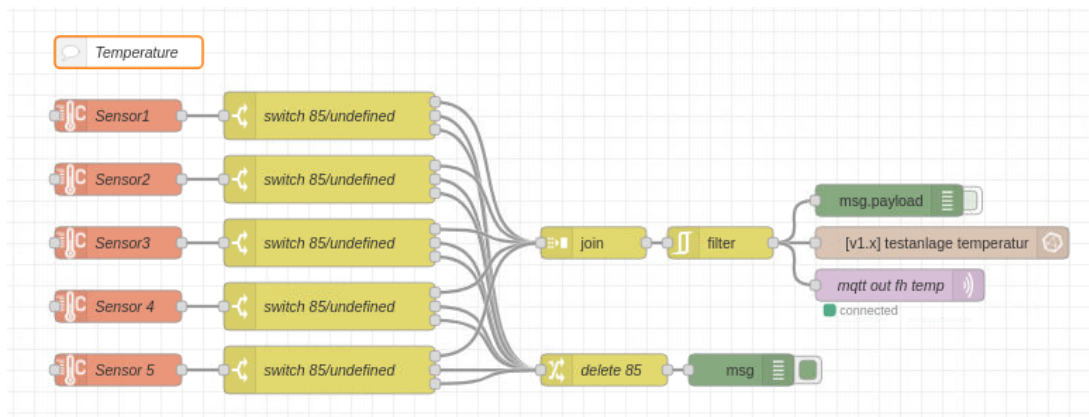 Temperature
Sensor1
switch 85/undefined
Sensor2
switch 85/undefined
msg.payload
Sensor3
switch 85/undefined
join
filter
[v1.x] testanlage temperatur
mqtt out fh temp
Sensor 4
switch 85/undefined
connected
Sensor 5
switch 85/undefined
delete 85
msg